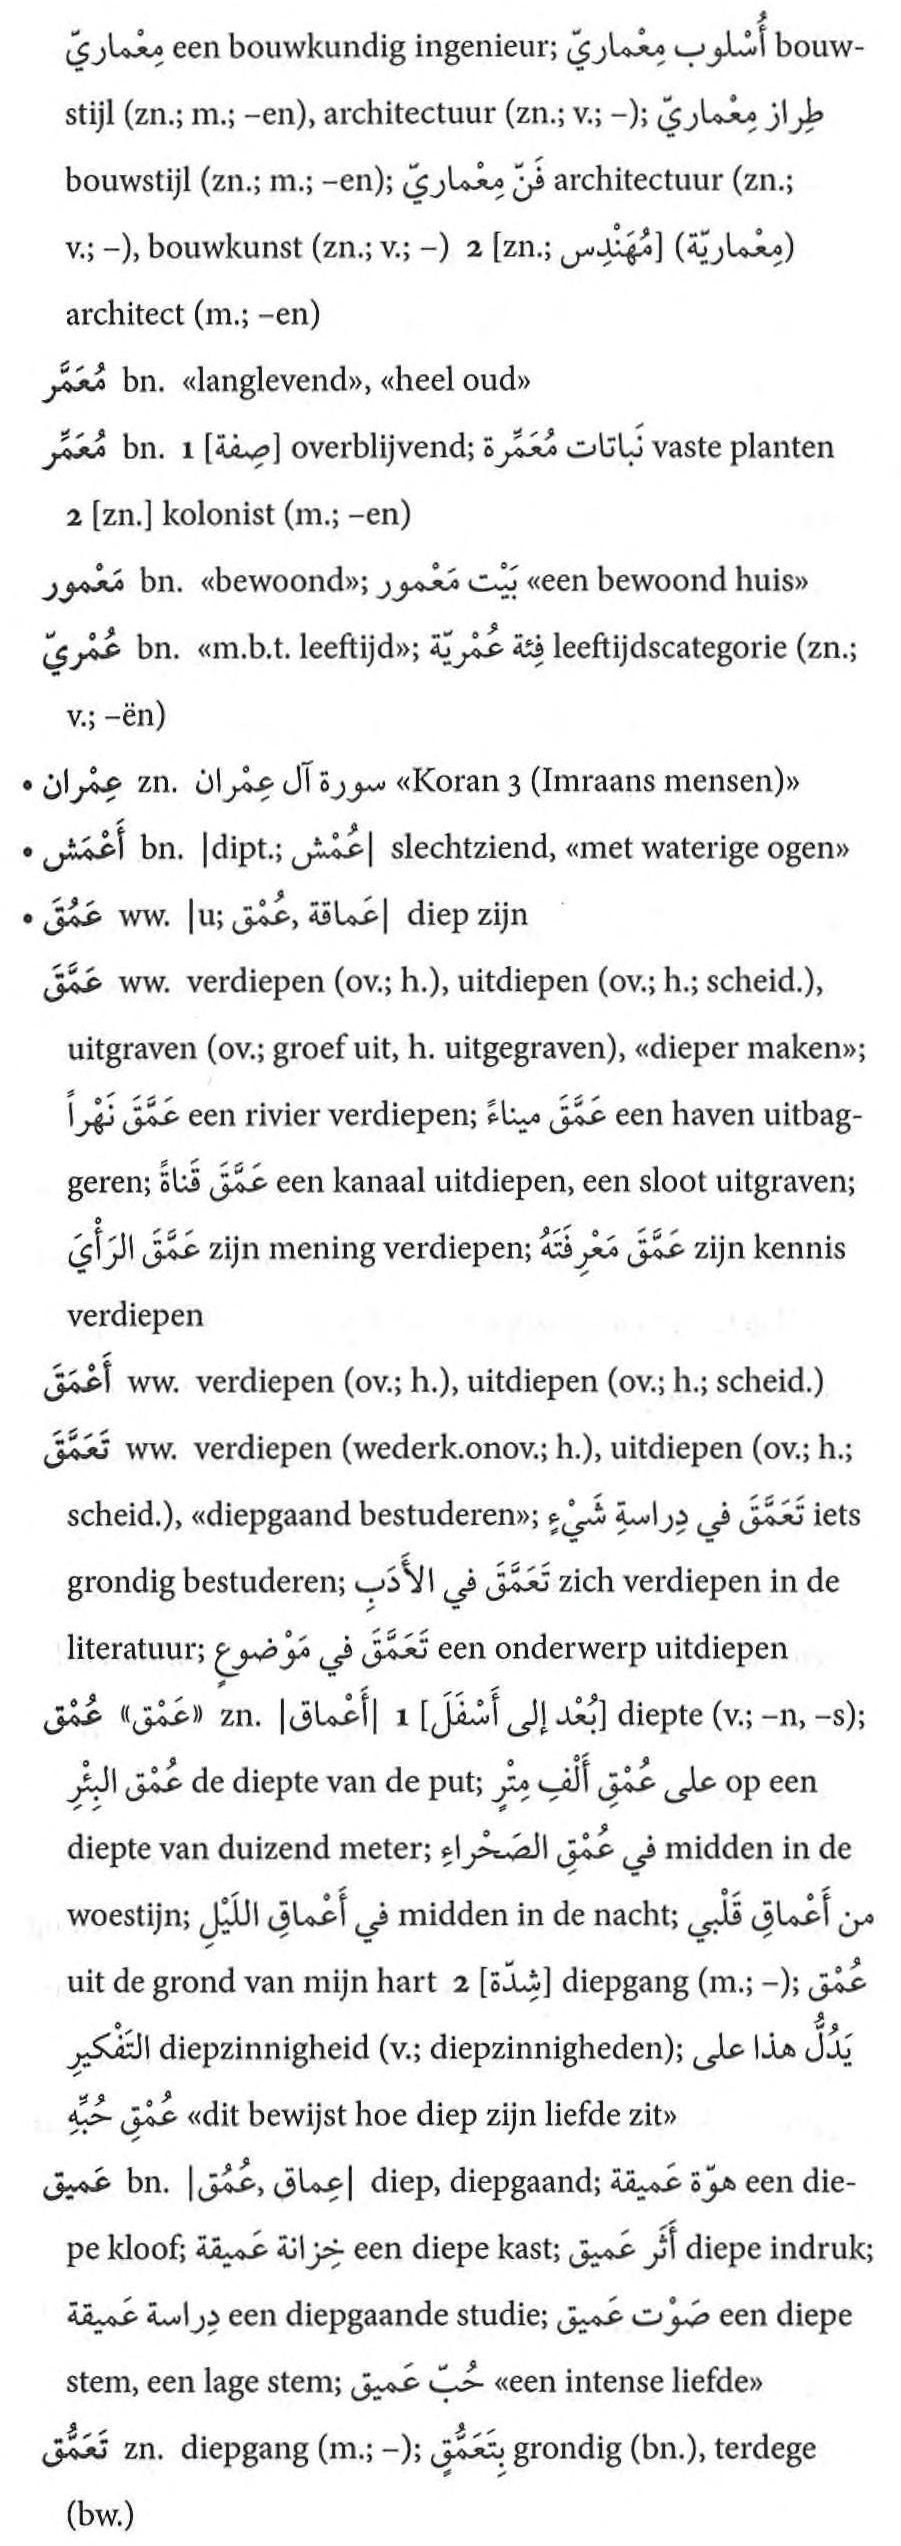 مِعْماريّ een bouwkundig ingenieur; أُسْلوب مِعْماريّ bouw-
stijl (zn.; m.; –en), architectuur (zn.; v.; –); طِراز مِعْماريّ
bouwstijl (zn.; m.; –en); فَنّ مِعْماريّ architectuur (zn.;
v.; –), bouwkunst (zn.; v.; –) 2 [zn.; مُهَنْدِس] (مِعْماريّة)
architect (m.; –en)
مُعَمَّر bn. «langlevend», «heel oud»
مُعَمِّر bn. 1 [صِفة] overblijvend; نَباتات مُعَمِّرة vaste planten
2 [zn.] kolonist (m.; –en)
مَعْمور bn. «bewoond»; بَيْت مَعْمور «een bewoond huis»
عُمْريّ bn. «m.b.t. leeftijd»; فِئة عُمْريّة leeftijdscategorie (zn.;
v.; –ën)
• عِمْران zn. سورة آل عِمْران «Koran 3 (Imraans mensen)»
• أَعْمَش bn. |dipt.; عُمْش| slechtziend, «met waterige ogen»
• عَمُقَ ww. |u; عُمْق, عَماقة| diep zijn
عَمَّقَ ww. verdiepen (ov.; h.), uitdiepen (ov.; h.; scheid.),
uitgraven (ov.; groef uit, h. uitgegraven), «dieper maken»;
عَمَّقَ نَهْراً een rivier verdiepen; عَمَّقَ ميناءً een haven uitbag-
geren; عَمَّقَ قَناةً een kanaal uitdiepen, een sloot uitgraven;
عَمَّقَ الرَأْيَ zijn mening verdiepen; عَمَّقَ مَعْرِفَتَهُ zijn kennis
verdiepen
أَعْمَقَ ww. verdiepen (ov.; h.), uitdiepen (ov.; h.; scheid.)
تَعَمَّقَ ww. verdiepen (wederk.onov.; h.), uitdiepen (ov.; h.;
scheid.), «diepgaand bestuderen»; تَعَمَّقَ في دِراسةِ شَيْءٍ iets
grondig bestuderen; تَعَمَّقَ في الأَدَبِ zich verdiepen in de
literatuur; تَعَمَّقَ في مَوْضوعٍ een onderwerp uitdiepen
عُمْق «عَمْق» zn. |أَعْماق| 1 [بُعْد إلى أَسْفَلَ] diepte (v.; –n, –s);
عُمْق البِئْرِ de diepte van de put; على عُمْقِ أَلْفِ مِتْرٍ op een
diepte van duizend meter; في عُمْقِ الصَحْراءِ midden in de
woestijn; في أَعْماقِ اللَيْلِ midden in de nacht; من أَعْماقِ قَلْبي
uit de grond van mijn hart 2 [شِدّة] diepgang (m.; –); عُمْق
التَفْكيرِ diepzinnigheid (v.; diepzinnigheden); يَدُلُّ هذا على
عُمْقِ حُبِّهِ «dit bewijst hoe diep zijn liefde zit»
عَميق bn. |عُمُق, عِماق| diep, diepgaand; هوّة عَميقة een die-
pe kloof; خِزانة عَميقة een diepe kast; أَثَر عَميق diepe indruk;
دِراسة عَميقة een diepgaande studie; صَوْت عَميق een diepe
stem, een lage stem; حُبّ عَميق «een intense liefde»
تَعَمُّق zn. diepgang (m.; –); بِتَعَمُّقٍ grondig (bn.), terdege
(bw.)